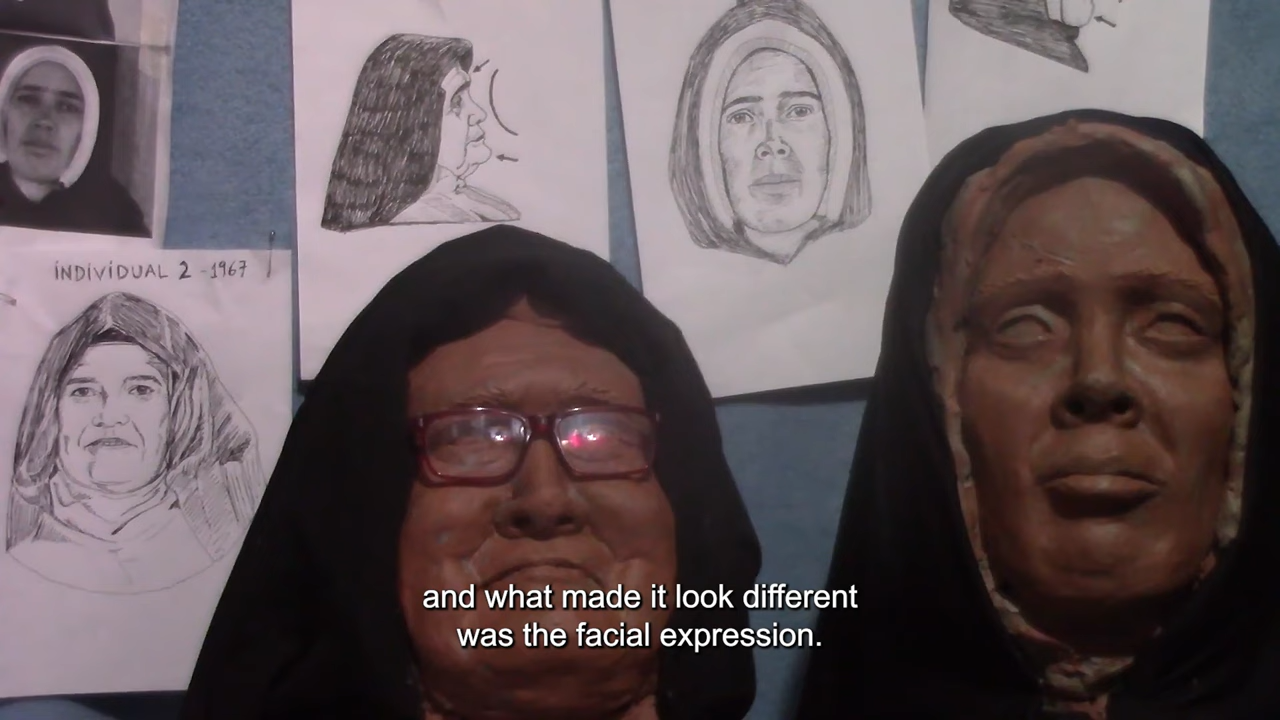 INDIVIDUAL 2 - 1967
and what made it look different
was the facial expression.